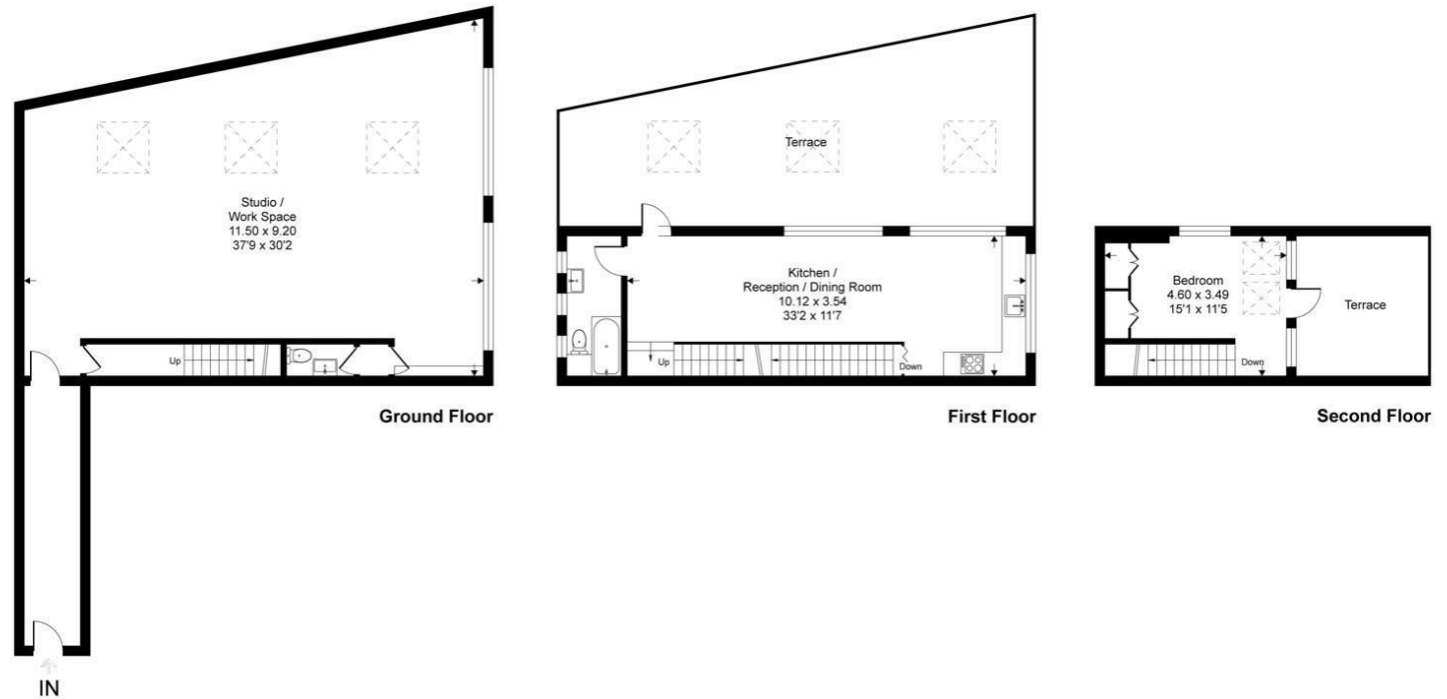 Studio /
Work Space
11.50 x 9.20
37'9 x 30'2
Up
Ground Floor
IN
Terrace
Kitchen /
Reception / Dining Room
10.12 x 3.54
33'2 x 11'7
Up
Down
First Floor
Bedroom
4.60 x 3.49
15'1 x 11'5
Terrace
Down
Second Floor